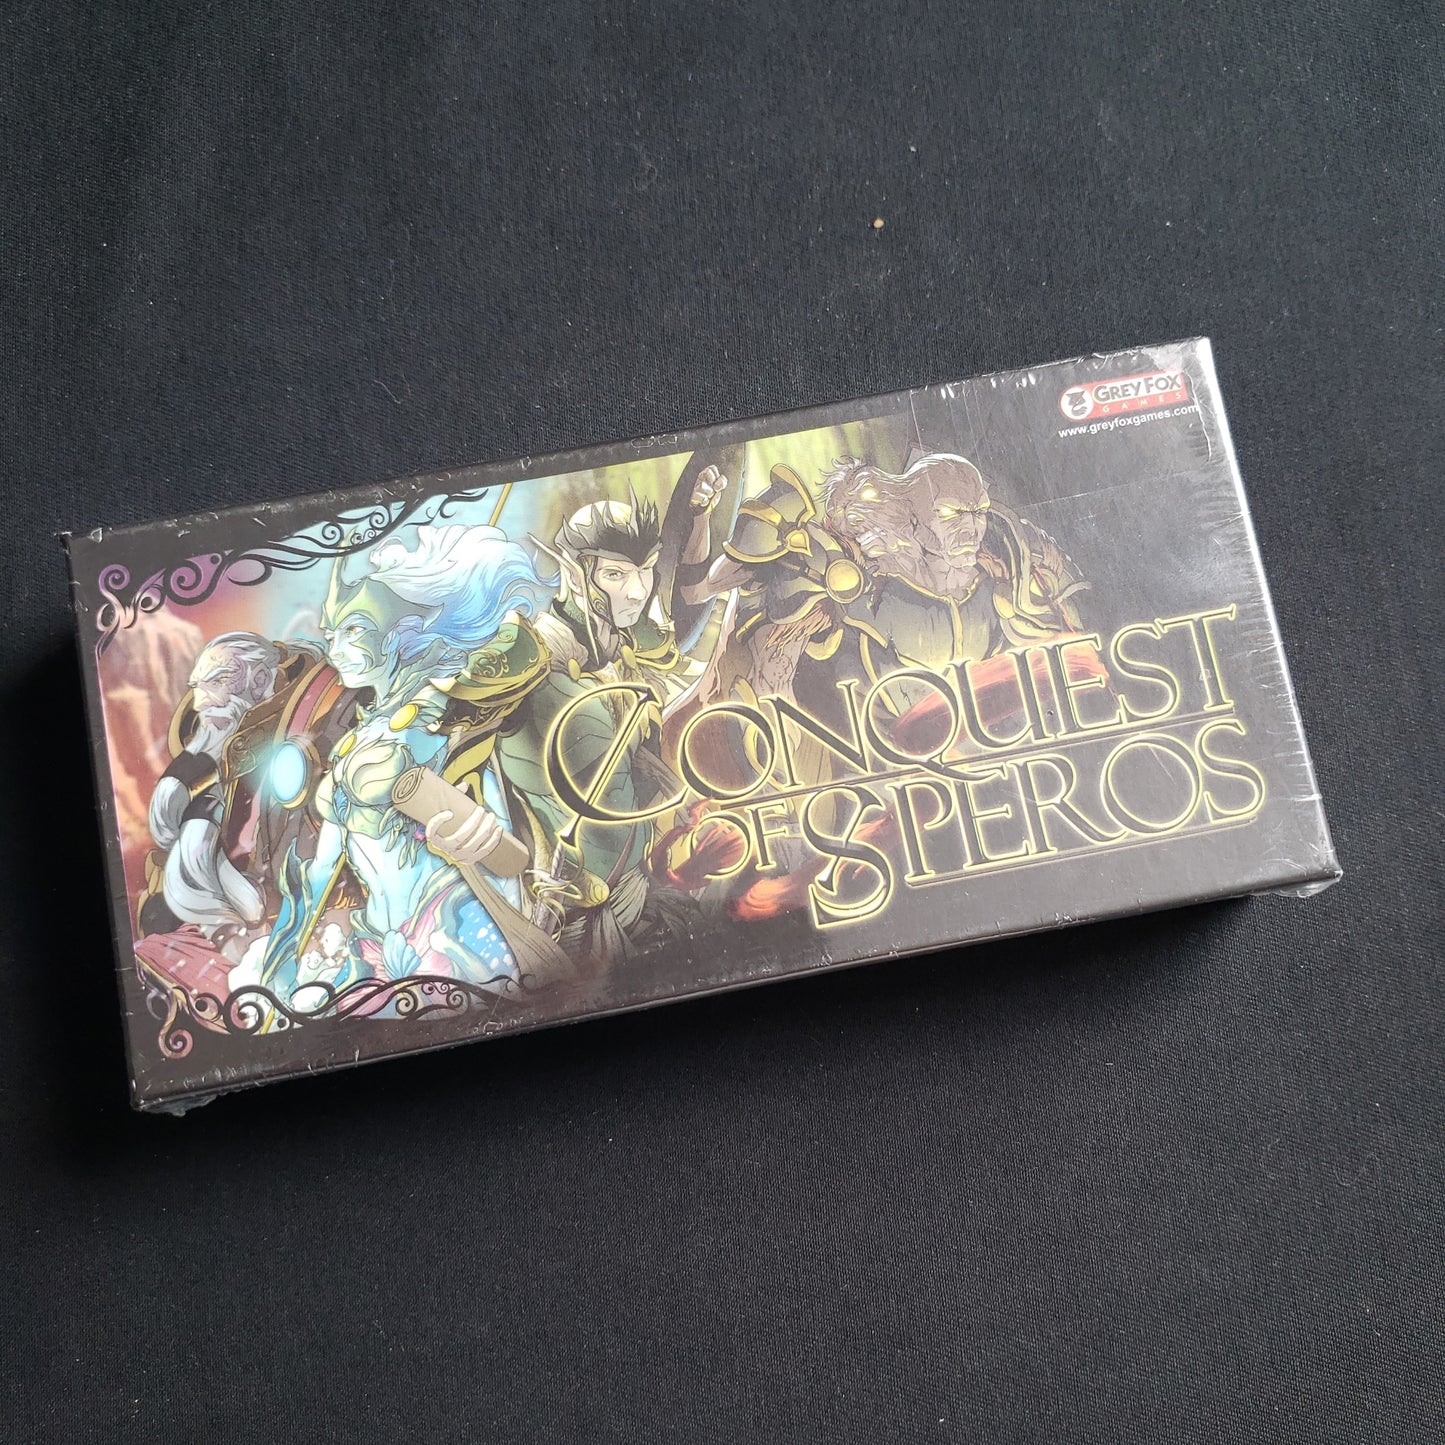 GREY FOX
GAMES
www.greyfoxgames.com
CONQUEST
OF SPEROS